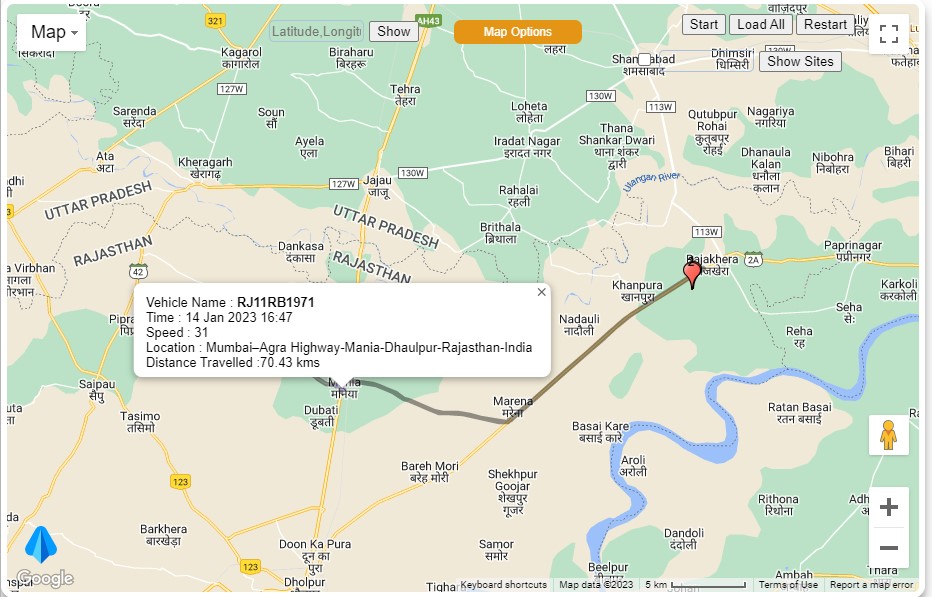 321
AH43
Map
Latitude,Longit
Show
Map Options
Start
Load All
Restart
Show Sites
Kagarol
कागारोल
Biraharu
बिरहरू
Dhimsiri
धिमिसिरी
शमसाबाद
127W
Tehra
तेहरा
130W
113W
Sarenda
सरेंदा
Soun
सौं
Loheta
लोहेता
Qutubpur
Rohai
कुतुबपुर
रोहई
Nagariya
नगरिया
Ayela
एला
Iradat Nagar
इरादत नगर
Thana
Shankar Dwari
थाना शंकर
द्वारी
Ata
अटा
Kheragarh
खेरागढ़
Dhanaula
Kalan
धनौला
कलान
Nibohra
निबोहरा
Bihari
बिहरी
127W
Jajau
जाजू
130W
Ulangan River
Rahalai
रहली
UTTAR PRADESH
UTTAR PRADESH
Brithala
ब्रिथाला
113W
RAJASTHAN
Dankasa
दंकासा
RAJASTHAN
Paprinagar
पप्रीनगर
a Virbhan
42
Rajakhera
2A
Khanpura
खानपुरा
Karkoli
करकोली
Vehicle Name : RJ11RB1971
Time : 14 Jan 2023 16:47
Speed : 31
Location : Mumbai–Agra Highway-Mania-Dhaulpur-Rajasthan-India
Distance Travelled :70.43 kms
Nadauli
नादौली
Seha
सेः
Reha
रेह
Saipau
सैपु
मनिया
Dubati
डूबती
Marena
मरेना
Tasimo
तसिमो
Basai Kare
बसाई कारे
Ratan Basai
रतन बसाई
Bareh Mori
बरेह मोरी
Aroli
अरोली
123
Shekhpur
Goojar
शेखपुर
गूजर
Rithona
रिथोना
Barkhera
बारखेड़ा
Doon Ka Pura
दून का
पुरा
Samor
समोर
Dandoli
दंदोली
123
Dholpur
Beelpur
Ambah
Thara
Google
Keyboard shortcuts
Map data ©2023
5 km
Terms of Use
Report a map error